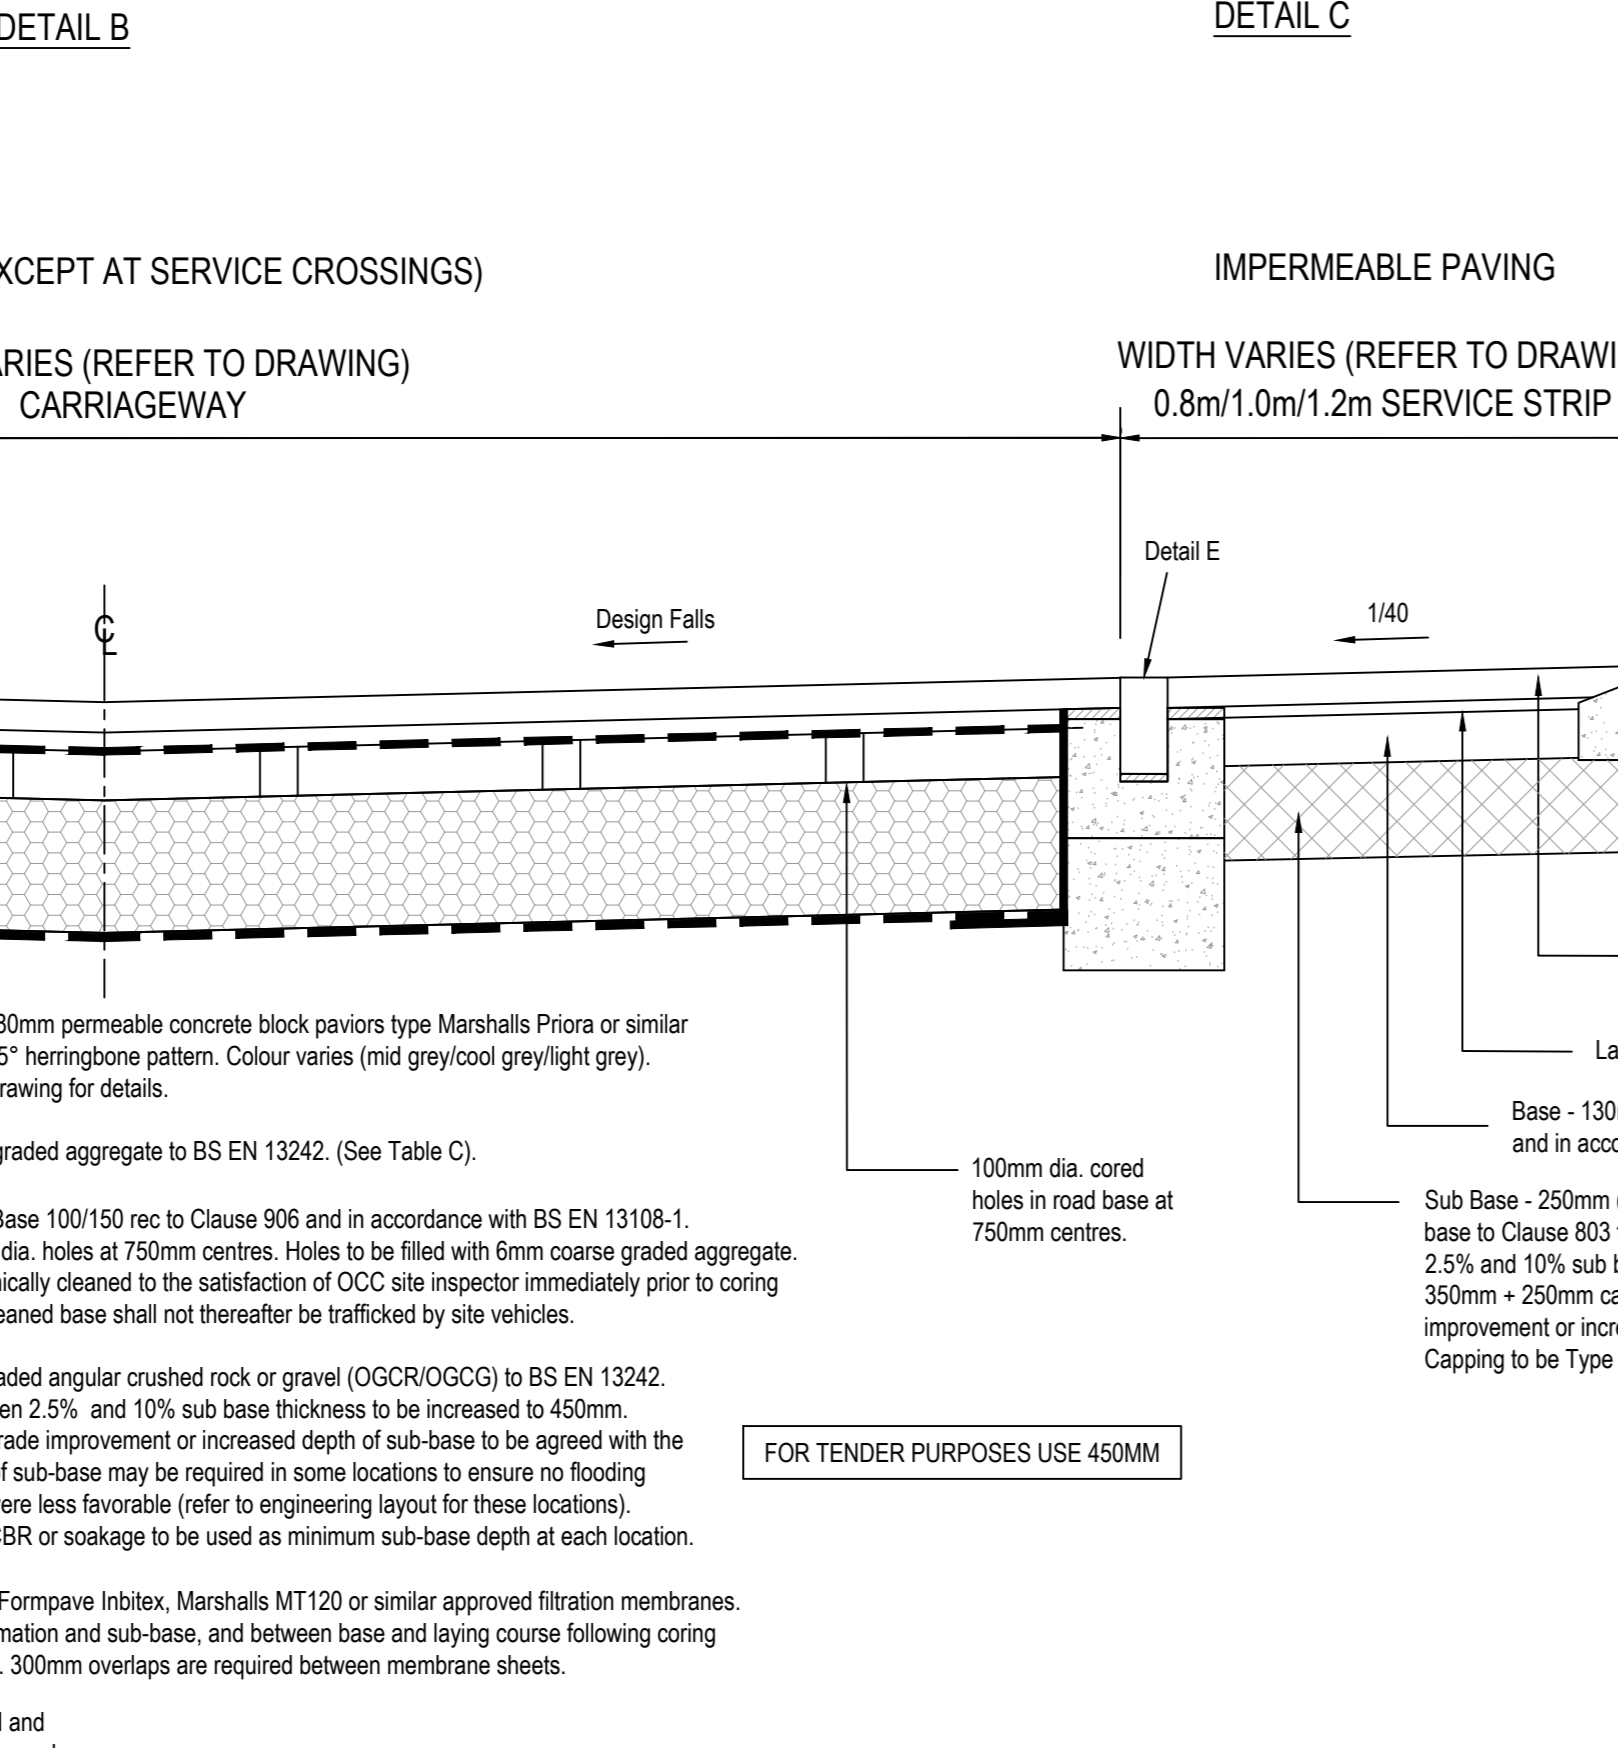 DETAIL B
DETAIL C
XCEPT AT SERVICE CROSSINGS)
IMPERMEABLE PAVING
ARIES (REFER TO DRAWING)
CARRIAGEWAY
WIDTH VARIES (REFER TO DRAWI
0.8m/1.0m/1.2m SERVICE STRIP
Detail E
Design Falls
1/40
CL
30mm permeable concrete block paviors type Marshalls Priora or similar
5° herringbone pattern. Colour varies (mid grey/cool grey/light grey).
rawing for details.
graded aggregate to BS EN 13242. (See Table C).
Base 100/150 rec to Clause 906 and in accordance with BS EN 13108-1.
dia. holes at 750mm centres. Holes to be filled with 6mm coarse graded aggregate.
nically cleaned to the satisfaction of OCC site inspector immediately prior to coring
eaned base shall not thereafter be trafficked by site vehicles.
aded angular crushed rock or gravel (OGCR/OGCG) to BS EN 13242.
en 2.5% and 10% sub base thickness to be increased to 450mm.
rade improvement or increased depth of sub-base to be agreed with the
f sub-base may be required in some locations to ensure no flooding
vere less favorable (refer to engineering layout for these locations).
CBR or soakage to be used as minimum sub-base depth at each location.
Formpave Inbitex, Marshalls MT120 or similar approved filtration membranes.
mation and sub-base, and between base and laying course following coring
. 300mm overlaps are required between membrane sheets.
and
100mm dia. cored
holes in road base at
750mm centres.
FOR TENDER PURPOSES USE 450MM
La
Base - 130
and in acco
Sub Base - 250mm
base to Clause 803
2.5% and 10% sub b
350mm + 250mm ca
improvement or incr
Capping to be Type